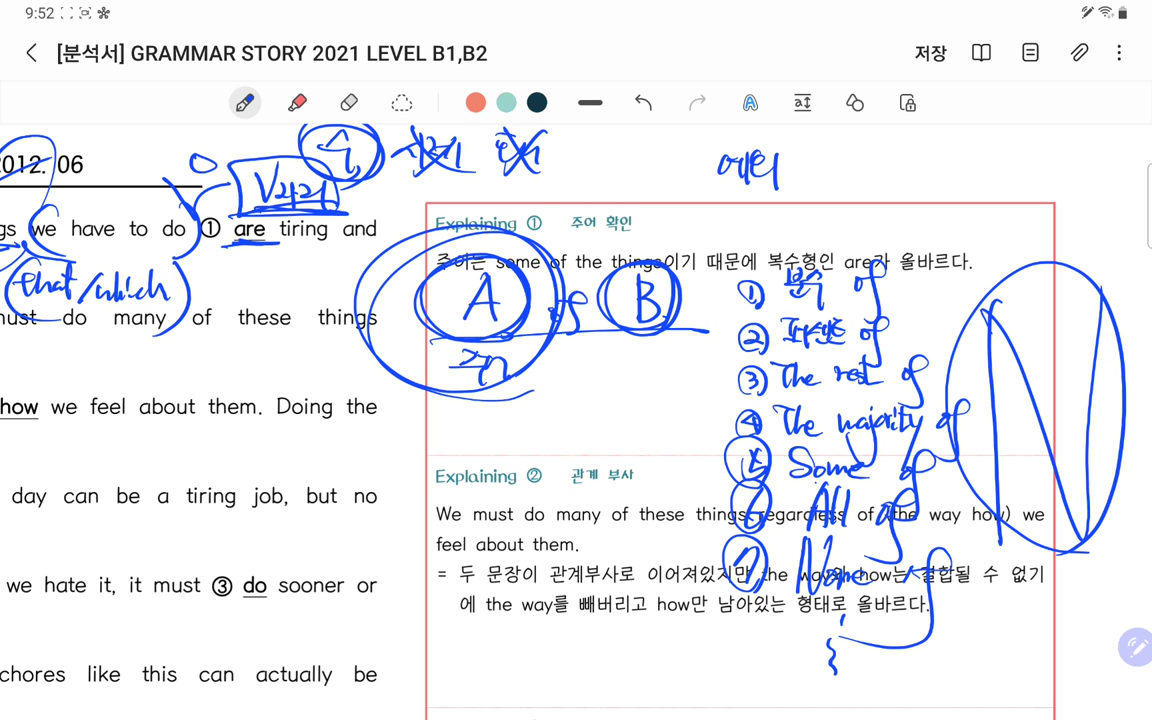 9:52
[분석서] GRAMMAR STORY 2021 LEVEL B1,B2
저장
2012. 06
수 시제 예외
V 시리
gs we have to do ① are tiring and
that/which
must do many of these things
how we feel about them. Doing the
day can be a tiring job, but no
we hate it, it must ③ do sooner or
chores like this can actually be
Explaining ① 주어 확인
주어는 some of the things이기 때문에 복수형인 are가 올바르다.
A of B
주어
① 분수 of
② 퍼센트 of
③ The rest of
④ The majority of
⑤ Some of
⑥ All of
⑦ None of
N
Explaining ② 관계 부사
We must do many of these things regardless of (the way how) we
feel about them.
= 두 문장이 관계부사로 이어져있지만 the way와 how는 결합될 수 없기
에 the way를 빼버리고 how만 남아있는 형태로 올바르다.